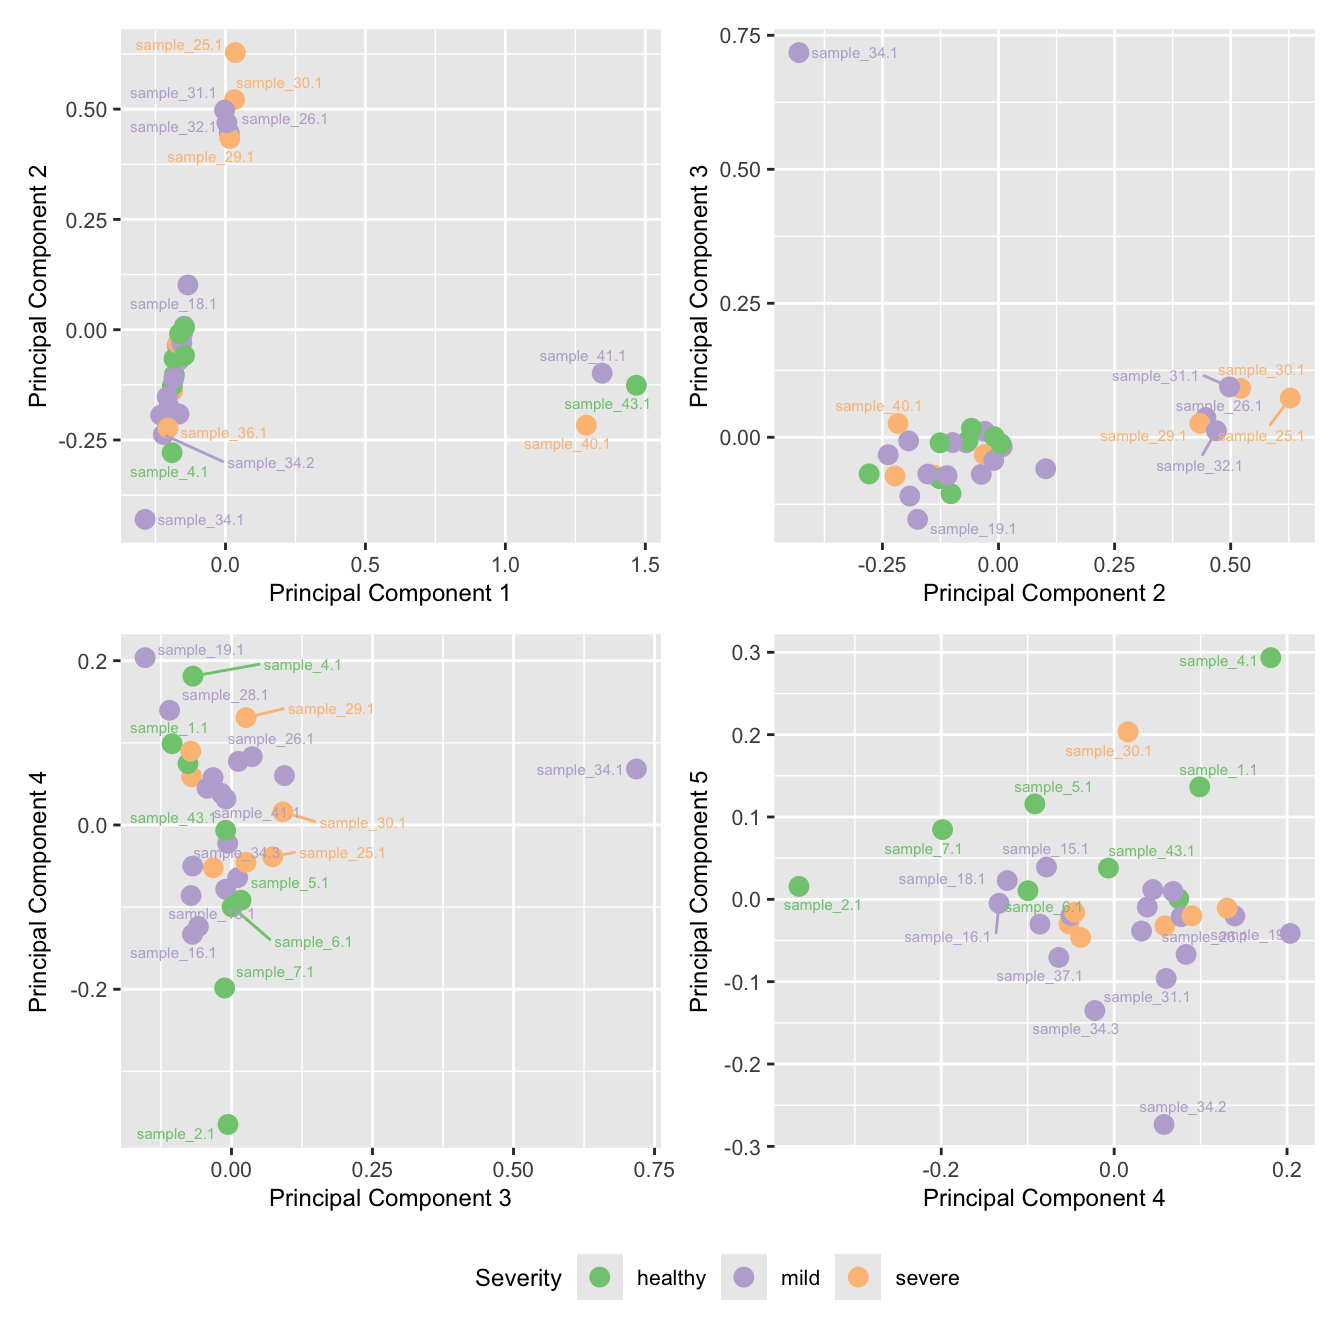 sample_25.1
sample_30.1
sample_31.1
sample_26.1
sample_32.1
sample_29.1
sample_18.1
sample_41.1
sample_43.1
sample_40.1
sample_36.1
sample_34.2
sample_4.1
sample_34.1
0.50
0.25
0.00
-0.25
0.0 0.5 1.0 1.5
Principal Component 1
Principal Component 2
sample_34.1
sample_30.1
sample_31.1
sample_40.1
sample_26.1
sample_29.1
sample_25.1
sample_32.1
sample_19.1
0.75
0.50
0.25
0.00
-0.25 0.00 0.25 0.50
Principal Component 2
Principal Component 3
sample_19.1
sample_4.1
sample_28.1
sample_29.1
sample_1.1
sample_26.1
sample_34.1
sample_41.1
sample_43.1
sample_30.1
sample_34.3
sample_25.1
sample_5.1
sample_6.1
sample_16.1
sample_7.1
sample_2.1
0.2
0.0
-0.2
0.00 0.25 0.50 0.75
Principal Component 3
Principal Component 4
sample_4.1
sample_30.1
sample_1.1
sample_5.1
sample_7.1
sample_15.1
sample_43.1
sample_18.1
sample_2.1
sample_6.1
sample_16.1
sample_37.1
sample_31.1
sample_34.3
sample_34.2
0.3
0.2
0.1
0.0
-0.1
-0.2
-0.3
-0.2 0.0 0.2
Principal Component 4
Principal Component 5
Severity healthy mild severe